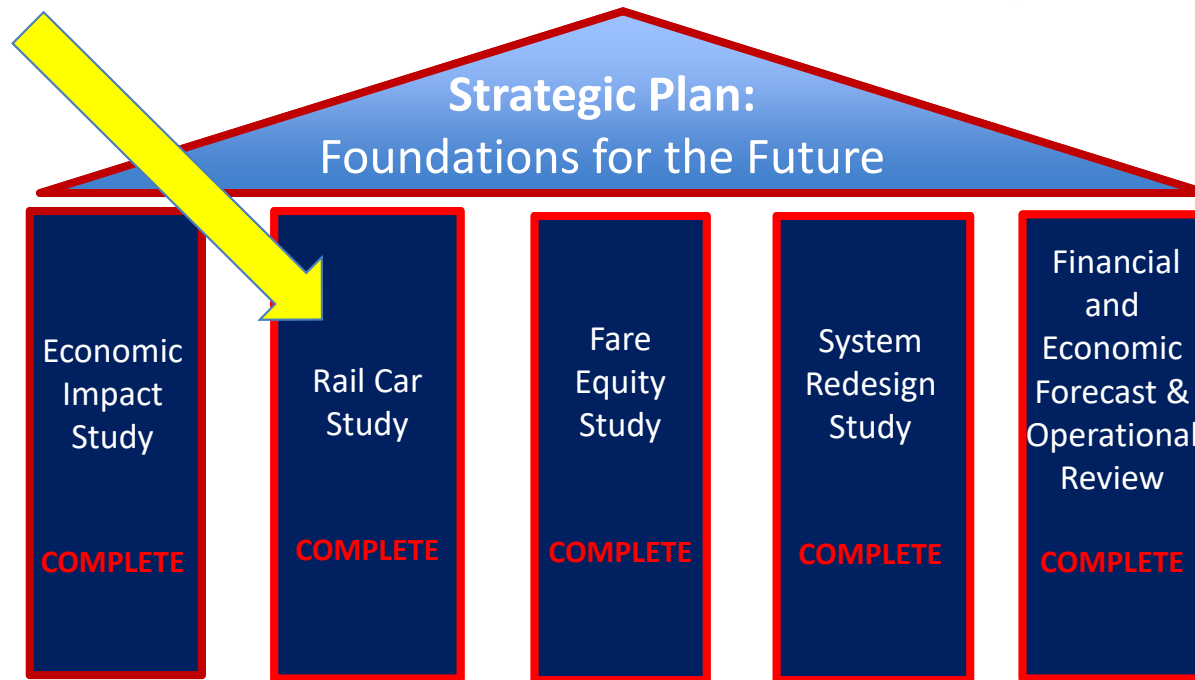 Strategic Plan:
Foundations for the Future
Economic
Impact
Study
COMPLETE
Rail Car
Study
COMPLETE
Fare
Equity
Study
COMPLETE
System
Redesign
Study
COMPLETE
Financial
and
Economic
Forecast &
Operational
Review
COMPLETE